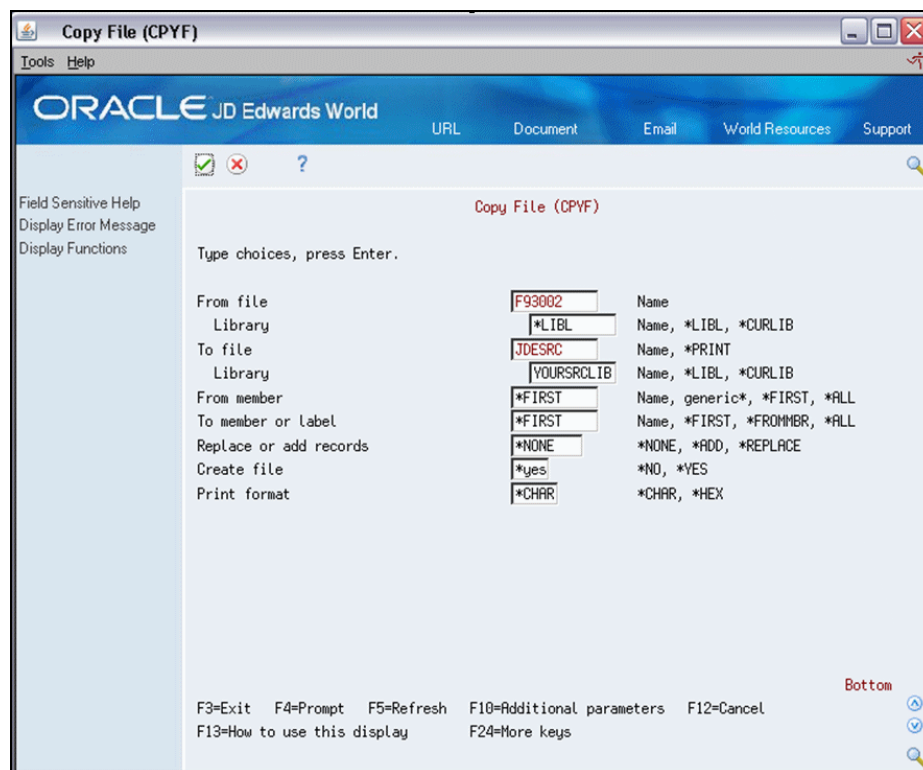 Copy File (CPYF)
Tools Help
ORACLE JD Edwards World
URL Document Email World Resources Support
?
Field Sensitive Help
Display Error Message
Display Functions
Copy File (CPYF)
Type choices, press Enter.
From file F93002 Name
Library *LIBL Name, *LIBL, *CURLIB
To file JDESRC Name, *PRINT
Library YOURSRCLIB Name, *LIBL, *CURLIB
From member *FIRST Name, generic*, *FIRST, *ALL
To member or label *FIRST Name, *FIRST, *FROMMBR, *ALL
Replace or add records *NONE *NONE, *ADD, *REPLACE
Create file *yes *NO, *YES
Print format *CHAR *CHAR, *HEX
Bottom
F3=Exit F4=Prompt F5=Refresh F10=Additional parameters F12=Cancel
F13=How to use this display F24=More keys